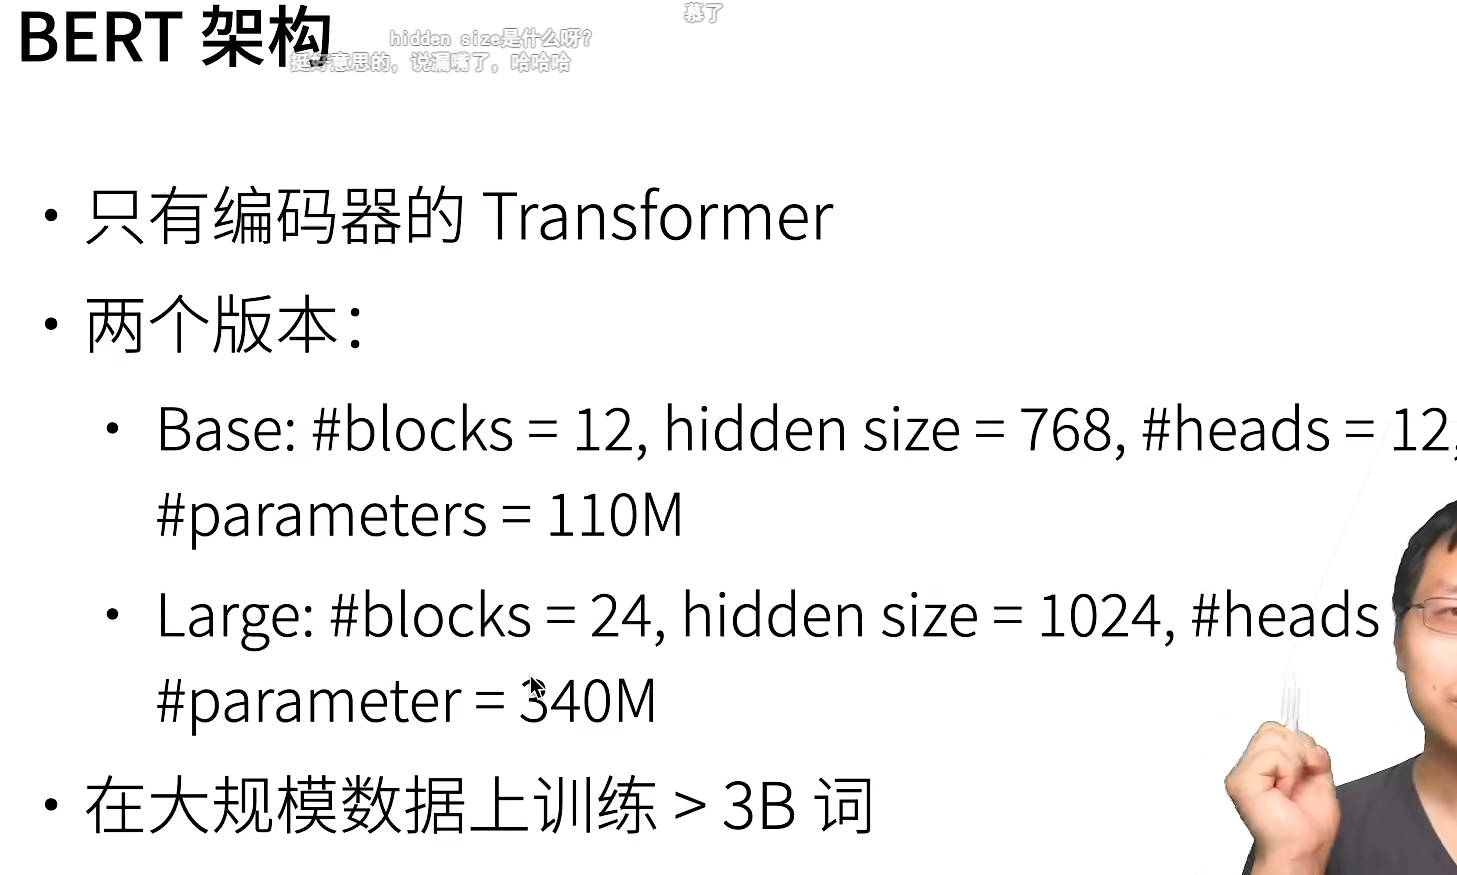 慕了
BERT 架构
hidden size是什么呀?
挺好意思的，说漏嘴了，哈哈哈
• 只有编码器的 Transformer
• 两个版本：
• Base: #blocks = 12, hidden size = 768, #heads = 12,
#parameters = 110M
• Large: #blocks = 24, hidden size = 1024, #heads
#parameter = 340M
• 在大规模数据上训练 > 3B 词